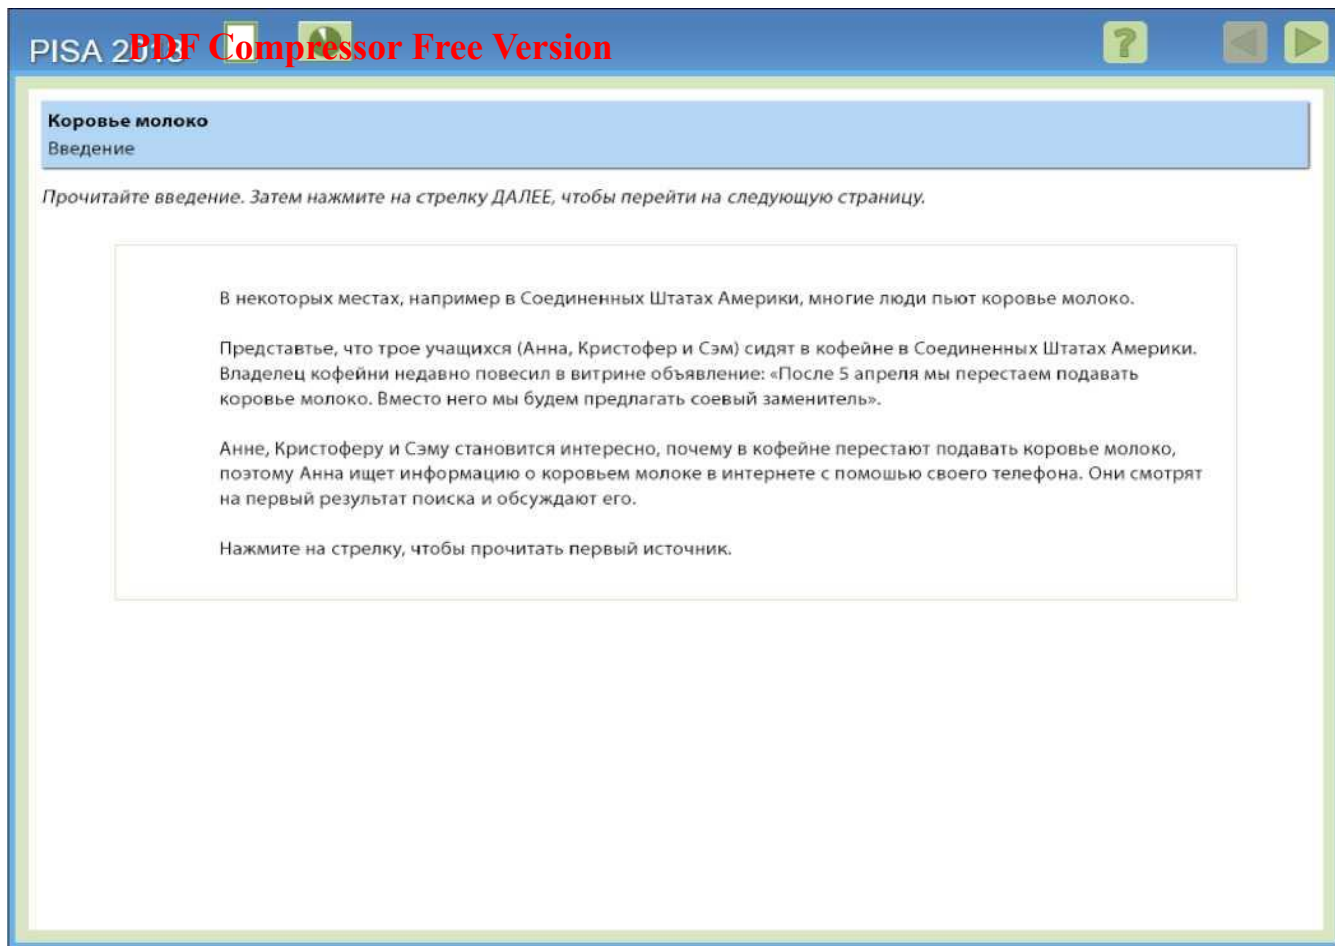 PISA 2018
PDF Compressor Free Version
?
Коровье молоко
Введение
Прочитайте введение. Затем нажмите на стрелку ДАЛЕЕ, чтобы перейти на следующую страницу.
В некоторых местах, например в Соединенных Штатах Америки, многие люди пьют коровье молоко.
Представтье, что трое учащихся (Анна, Кристофер и Сэм) сидят в кофейне в Соединенных Штатах Америки.
Владелец кофейни недавно повесил в витрине объявление: «После 5 апреля мы перестаем подавать
коровье молоко. Вместо него мы будем предлагать соевый заменитель».
Анне, Кристоферу и Сэму становится интересно, почему в кофейне перестают подавать коровье молоко,
поэтому Анна ищет информацию о коровьем молоке в интернете с помошью своего телефона. Они смотрят
на первый результат поиска и обсуждают его.
Нажмите на стрелку, чтобы прочитать первый источник.